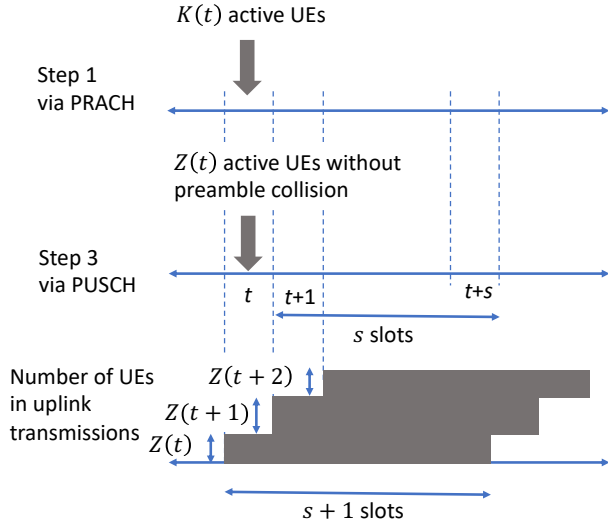 K(t) active UEs
Step 1
via PRACH
Z(t) active UEs without
preamble collision
Step 3
via PUSCH
t
t+1
t+s
s slots
Number of UEs
in uplink
transmissions
Z(t + 2)
Z(t + 1)
Z(t)
s + 1 slots